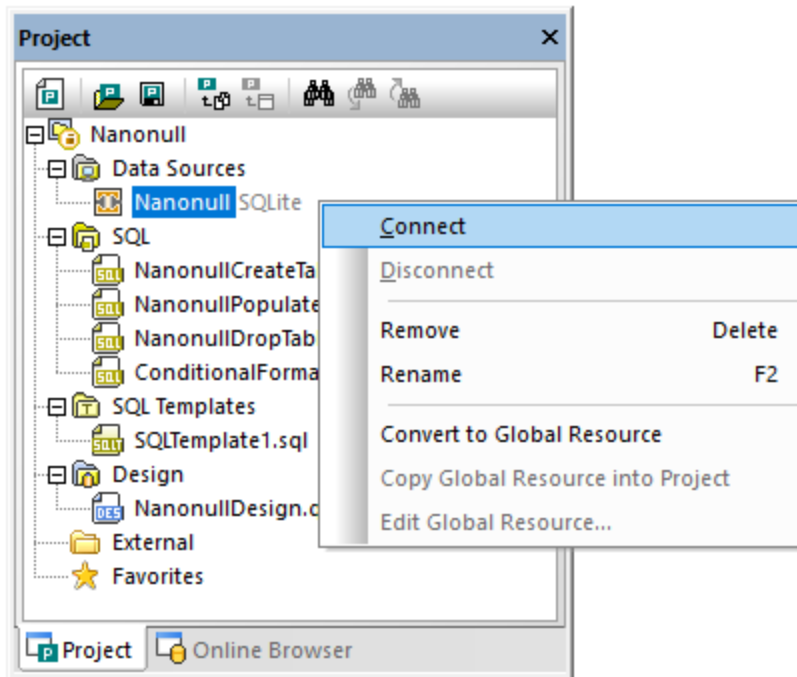 Project
Nanonull
Data Sources
Nanonull SQLite
Connect
SQL
Disconnect
NanonullCreateTa
NanonullPopulate
Remove Delete
NanonullDropTab
Rename F2
ConditionalForma
SQL Templates
Convert to Global Resource
SQLTemplate1.sql
Design
Copy Global Resource into Project
NanonullDesign.
Edit Global Resource...
External
Favorites
Project Online Browser